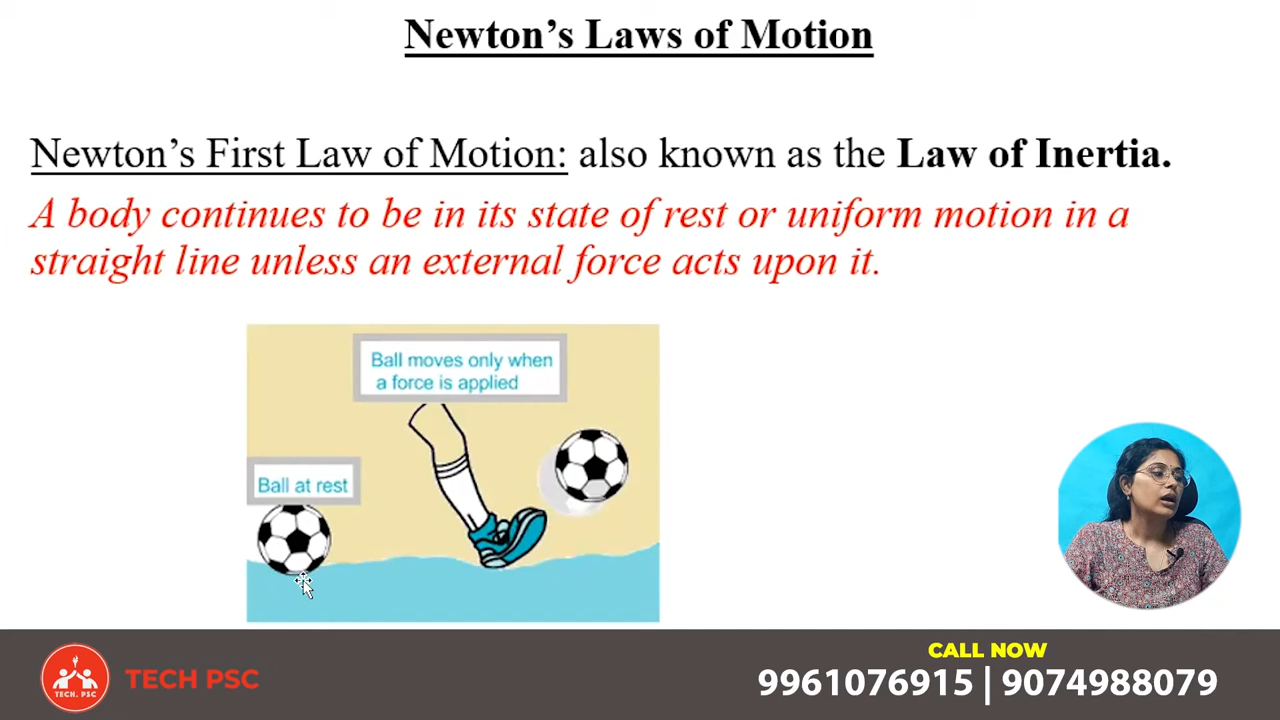 Newton's Laws of Motion
Newton's First Law of Motion: also known as the Law of Inertia.
A body continues to be in its state of rest or uniform motion in a
straight line unless an external force acts upon it.
Ball moves only when
a force is applied
Ball at rest
CALL NOW
TECH. PSC
TECH PSC
9961076915 | 9074988079